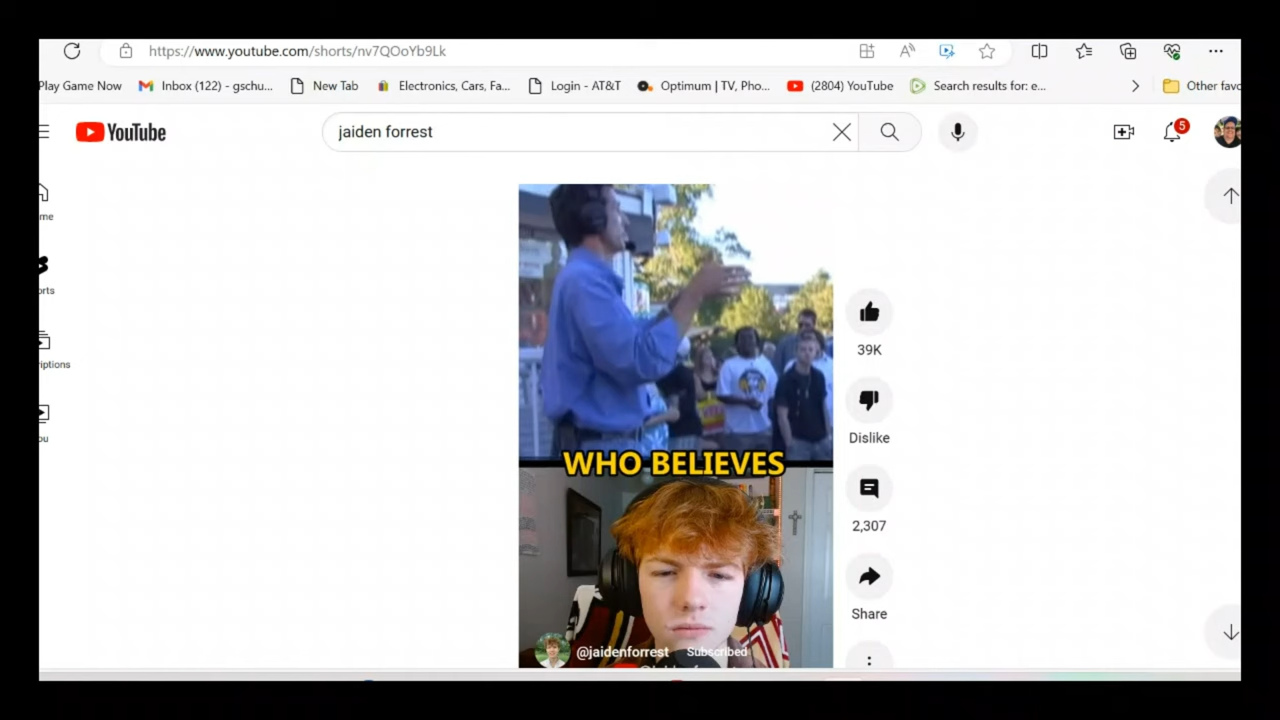 https://www.youtube.com/shorts/nv7QOoYb9Lk
Play Game Now Inbox (122) - gschu... New Tab Electronics, Cars, Fa... Login - AT&T Optimum | TV, Pho... (2804) YouTube Search results for: e... Other favo
YouTube jaiden forrest 5
me
orts
iptions
ou
WHO BELIEVES
@jaidenforrest Subscribed
39K
Dislike
2,307
Share